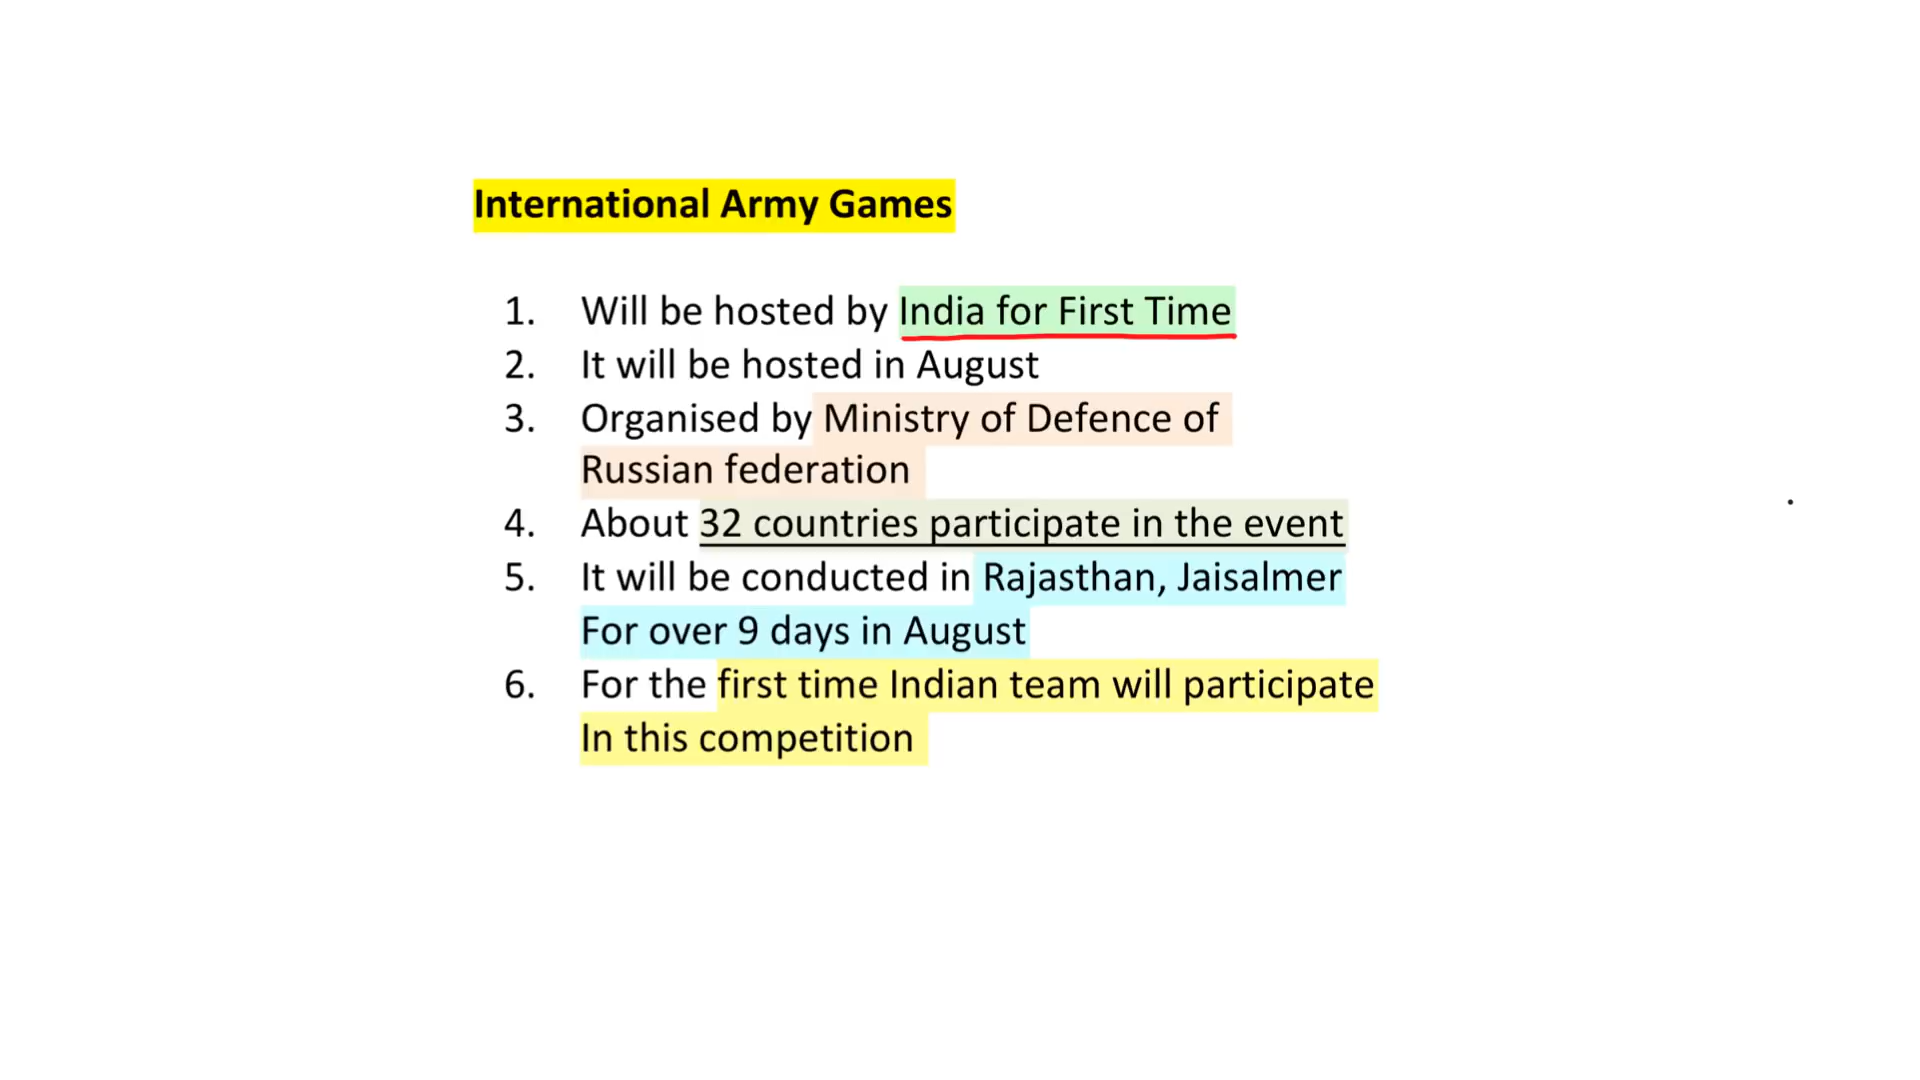 International Army Games
1. Will be hosted by India for First Time
2. It will be hosted in August
3. Organised by Ministry of Defence of
Russian federation
4. About 32 countries participate in the event
5. It will be conducted in Rajasthan, Jaisalmer
For over 9 days in August
6. For the first time Indian team will participate
In this competition